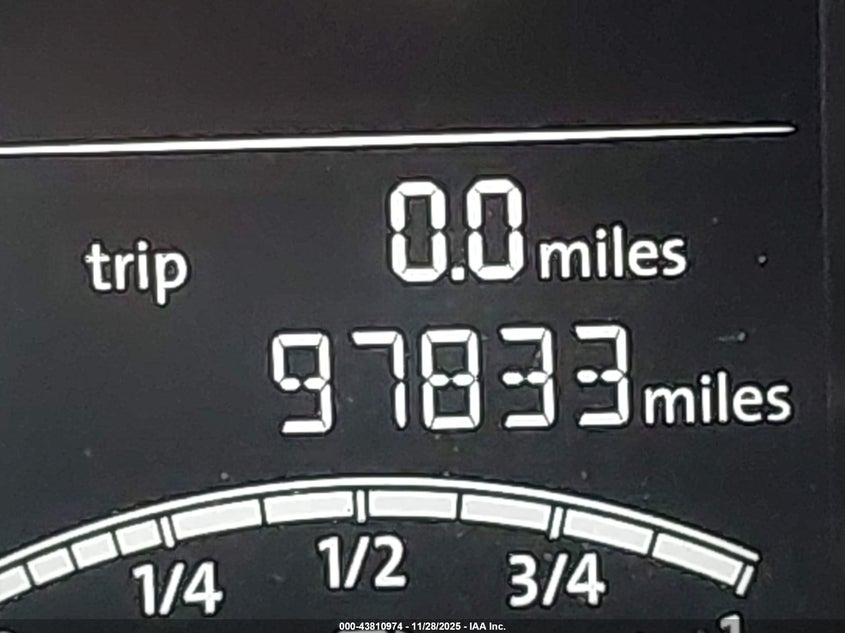 trip 0.0 miles
97833 miles
1/4 1/2 3/4 1
000-43810974 - 11/28/2025 - IAA Inc.